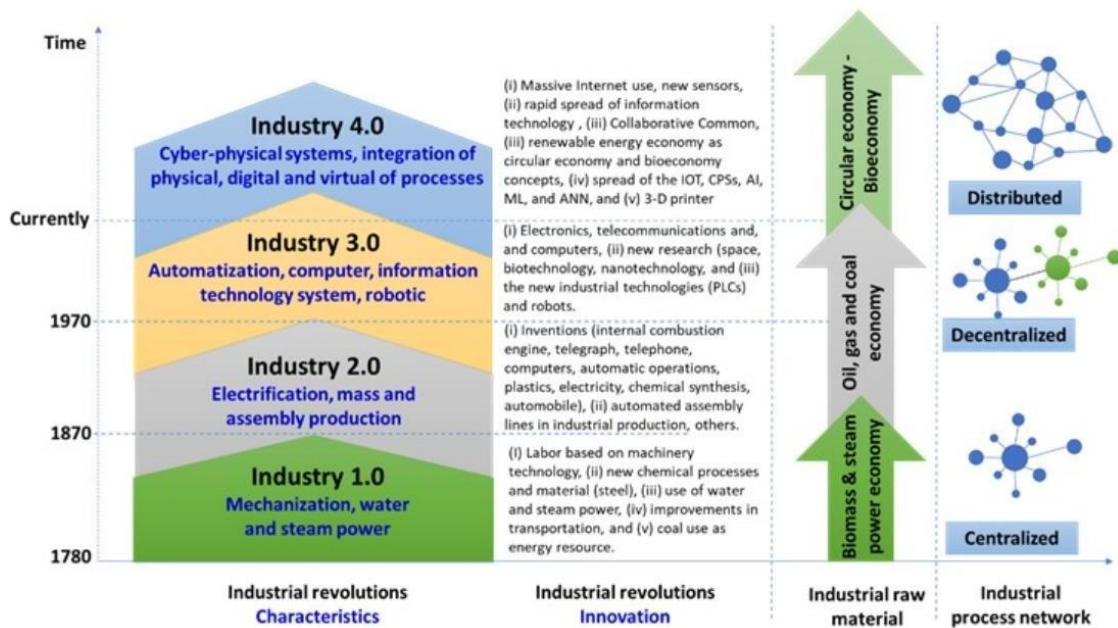 Time
Currently
1970
1870
1780
Industry 4.0
Cyber-physical systems, integration of
physical, digital and virtual of processes
Industry 3.0
Automatization, computer, information
technology system, robotic
Industry 2.0
Electrification, mass and
assembly production
Industry 1.0
Mechanization, water
and steam power
Industrial revolutions
Characteristics
(i) Massive Internet use, new sensors,
(ii) rapid spread of information
technology , (iii) Collaborative Common,
(iii) renewable energy economy as
circular economy and bioeconomy
concepts, (iv) spread of the IOT, CPSs, AI,
ML, and ANN, and (v) 3-D printer
(i) Electronics, telecommunications and,
and computers, (ii) new research (space,
biotechnology, nanotechnology, and (iii)
the new industrial technologies (PLCs)
and robots.
(i) Inventions (internal combustion
engine, telegraph, telephone,
computers, automatic operations,
plastics, electricity, chemical synthesis,
automobile), (ii) automated assembly
lines in industrial production, others.
(I) Labor based on machinery
technology, (ii) new chemical processes
and material (steel), (iii) use of water
and steam power, (iv) improvements in
transportation, and (v) coal use as
energy resource.
Industrial revolutions
Innovation
Circular economy -
Bioeconomy
Oil, gas and coal
economy
Biomass & steam
power economy
Industrial raw
material
Distributed
Decentralized
Centralized
Industrial
process network